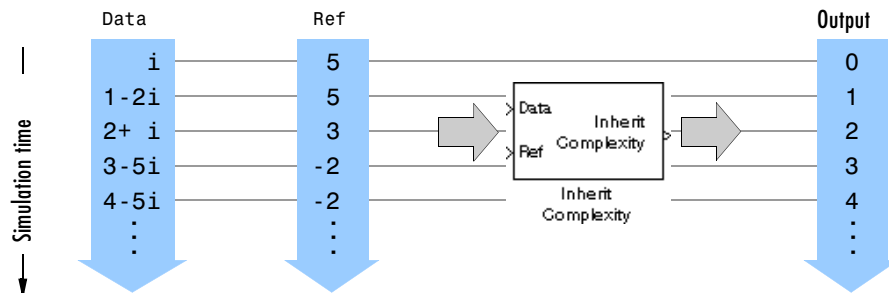 Data Ref Output
i 5 0
1-2i 5 1
2+ i 3 2
3-5i -2 3
4-5i -2 4
Simulation time
Data
Ref
Inherit
Complexity
Inherit
Complexity